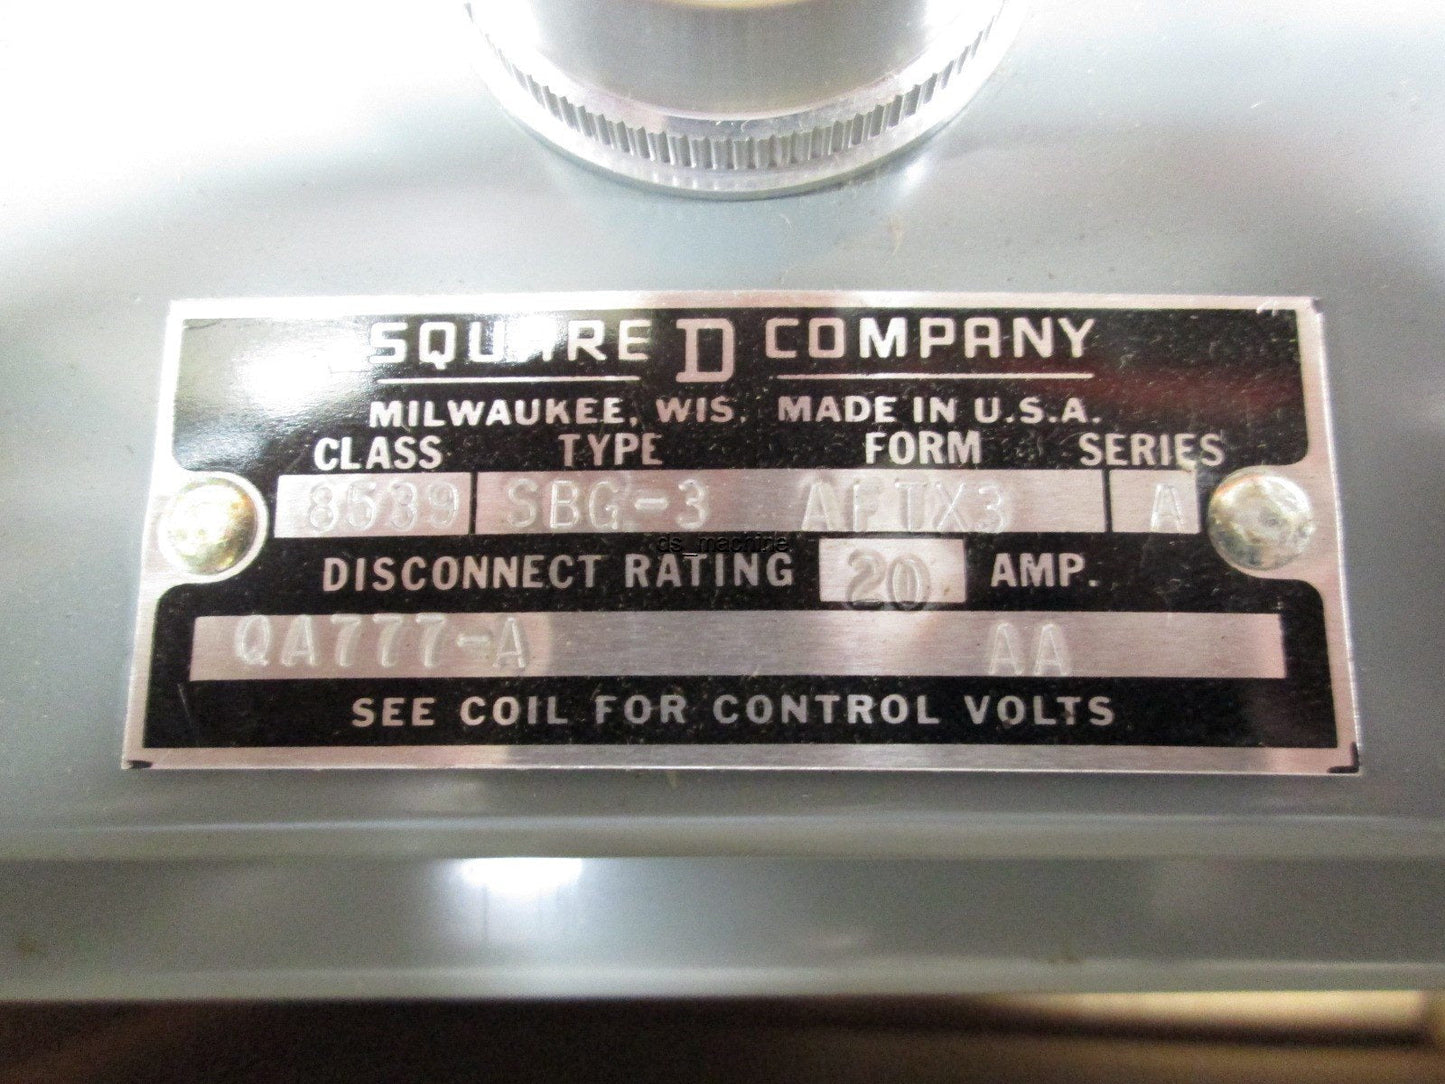 SQUARE D COMPANY
MILWAUKEE, WIS. MADE IN U.S.A.
CLASS TYPE FORM SERIES
8539 SBG-3 AFTX3 A
ds_machine
DISCONNECT RATING 20 AMP.
QA777-A AA
SEE COIL FOR CONTROL VOLTS